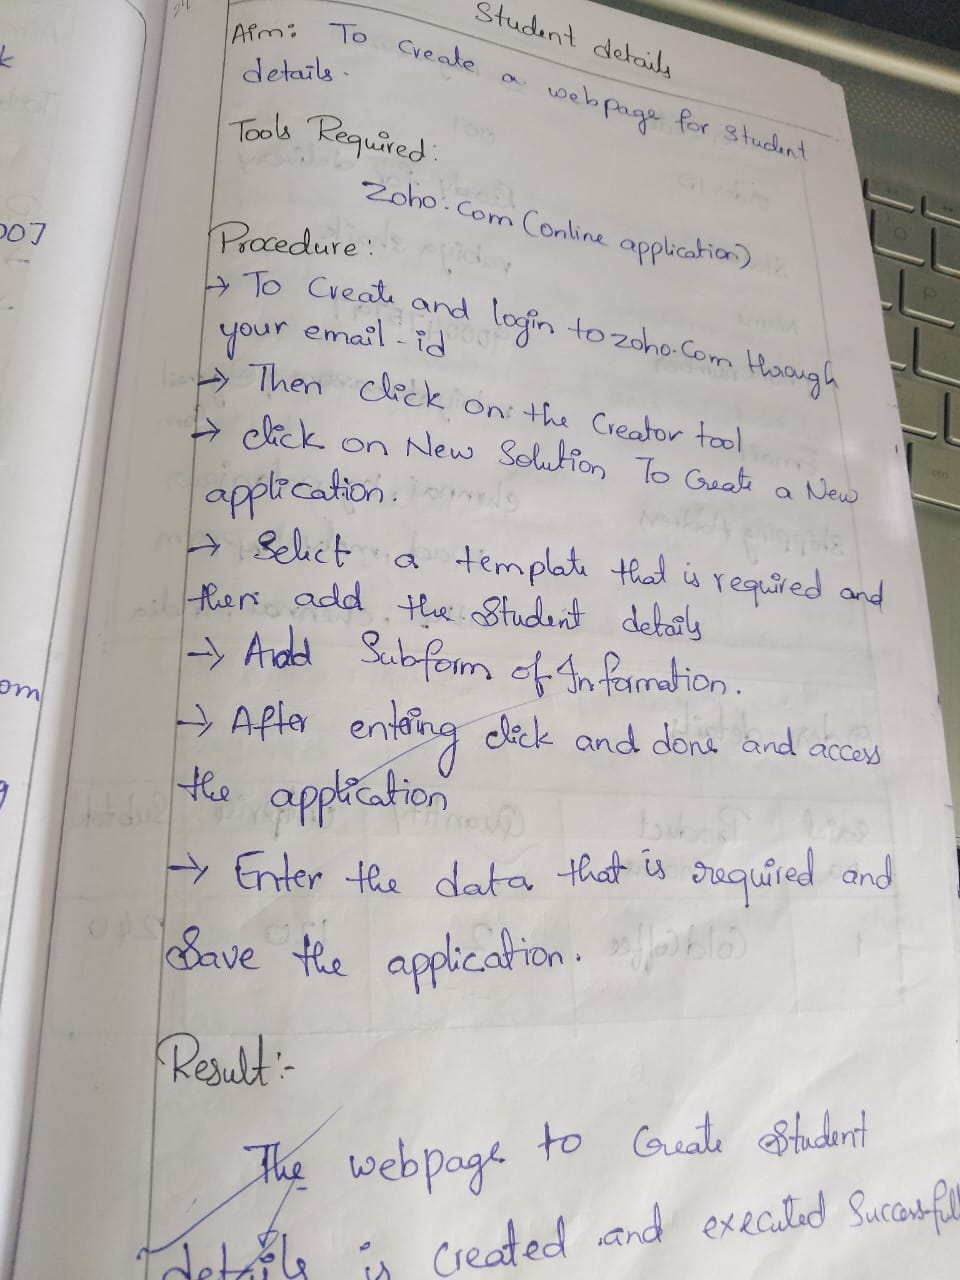 Student details
Aim: To create a webpage for student
details.
Tools Required:
Zoho.com (online application)
Procedure:
→ To Create and login to zoho.com through
your email-id
→ Then click on the Creator tool
→ click on New Solution To Create a New
application.
→ Select a template that is required and
then add the Student details
→ Add Subform of Information.
→ After entering click and done and access
the application
→ Enter the data that is required and
Save the application.
Result:-
The webpage to Create Student
details is created and executed Successful